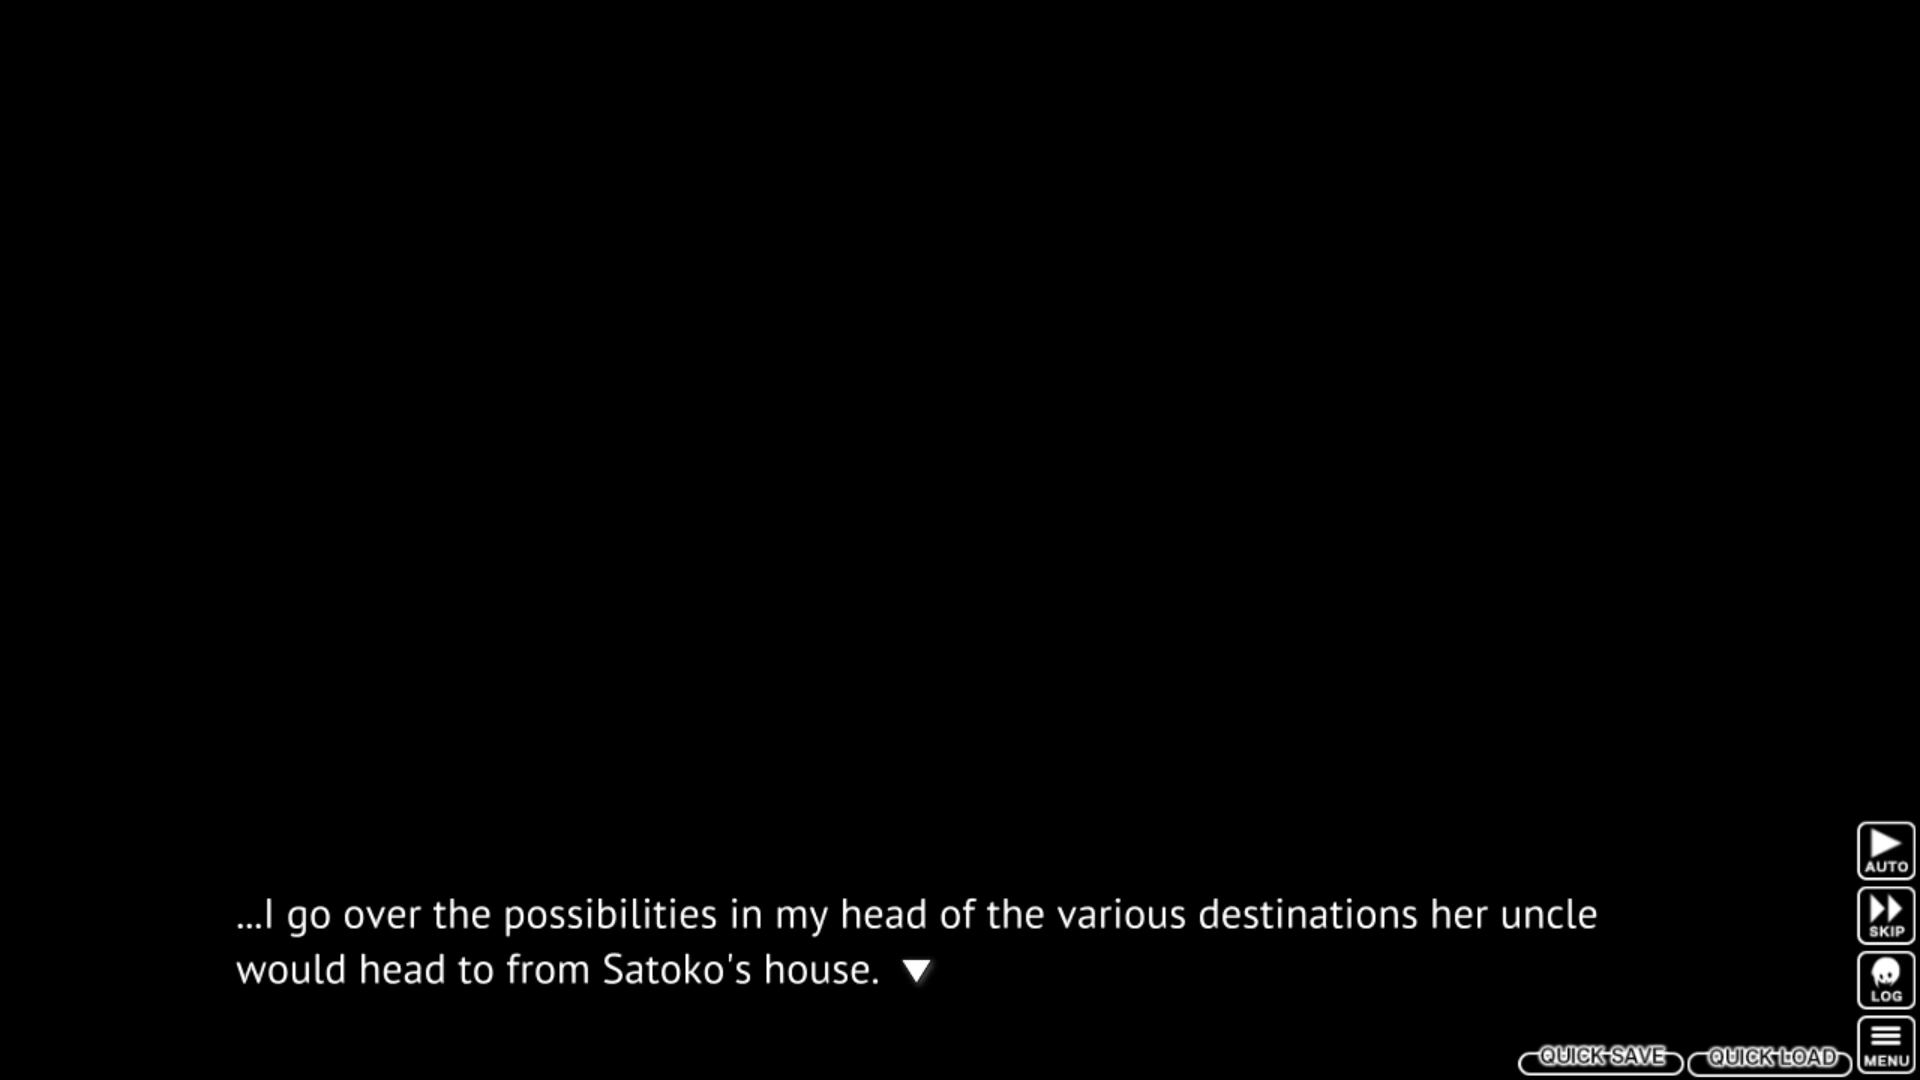 ...I go over the possibilities in my head of the various destinations her uncle
would head to from Satoko's house.
AUTO
SKIP
LOG
MENU
QUICK SAVE QUICK LOAD